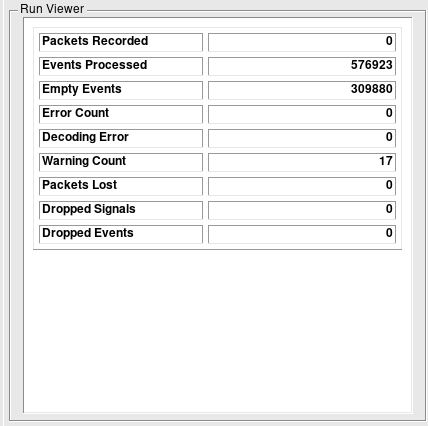 Run Viewer
Packets Recorded 0
Events Processed 576923
Empty Events 309880
Error Count 0
Decoding Error 0
Warning Count 17
Packets Lost 0
Dropped Signals 0
Dropped Events 0